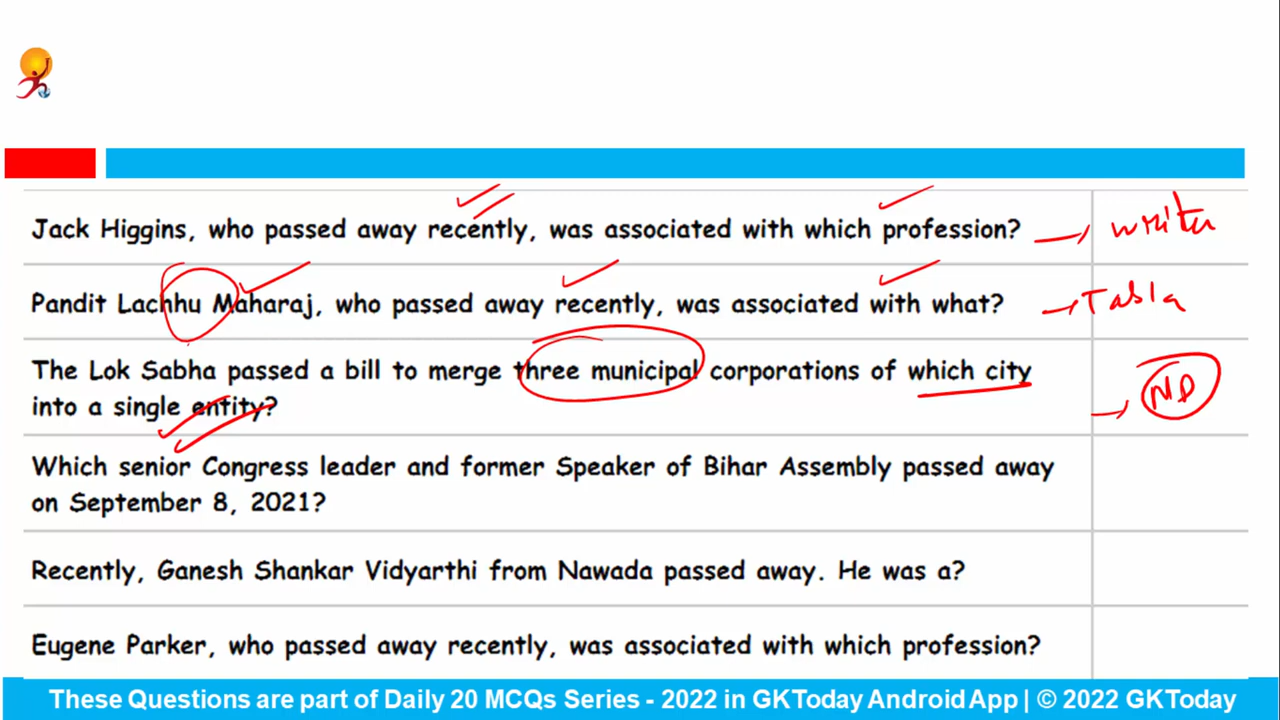 Jack Higgins, who passed away recently, was associated with which profession? → writer
Pandit Lachhu Maharaj, who passed away recently, was associated with what? → Tabla
The Lok Sabha passed a bill to merge three municipal corporations of which city
into a single entity? → ND
Which senior Congress leader and former Speaker of Bihar Assembly passed away
on September 8, 2021?
Recently, Ganesh Shankar Vidyarthi from Nawada passed away. He was a?
Eugene Parker, who passed away recently, was associated with which profession?
These Questions are part of Daily 20 MCQs Series - 2022 in GKToday Android App | © 2022 GKToday